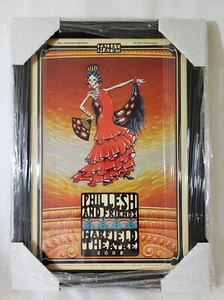 PHIL LESH
AND FRIENDS
WARFIELD
THEATRE
2008